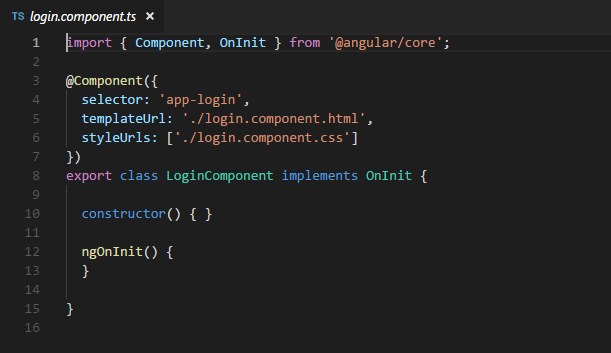 TS login.component.ts ×
1 import { Component, OnInit } from '@angular/core';
2
3 @Component({
4   selector: 'app-login',
5   templateUrl: './login.component.html',
6   styleUrls: ['./login.component.css']
7 })
8 export class LoginComponent implements OnInit {
9
10   constructor() { }
11
12   ngOnInit() {
13   }
14
15 }
16